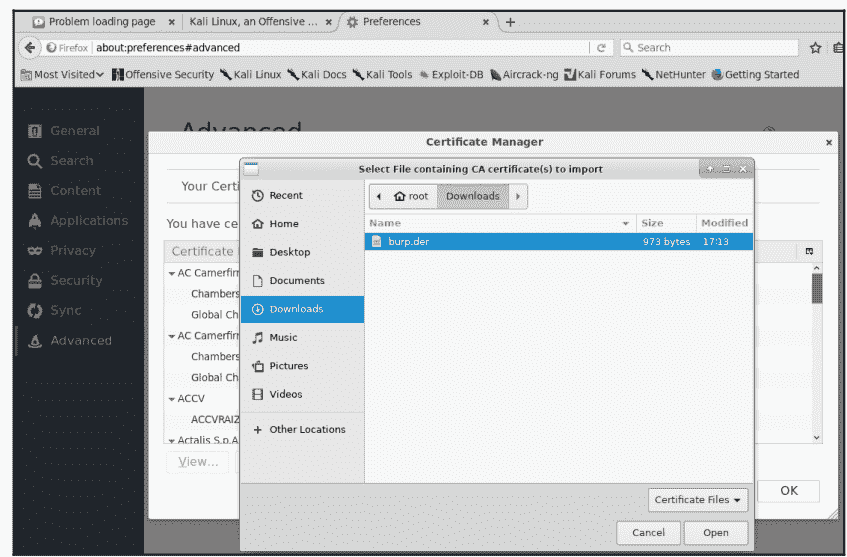 Problem loading page × Kali Linux, an Offensive ... × Preferences × +
Firefox about:preferences#advanced Search
Most Visited Offensive Security Kali Linux Kali Docs Kali Tools Exploit-DB Aircrack-ng Kali Forums NetHunter Getting Started
General
Search
Content
Applications
Privacy
Security
Sync
Advanced
Advanced
Certificate Manager ×
Select File containing CA certificate(s) to import
Your Certi
You have ce
Certificate
AC Camerfir
Chambers
Global Ch
AC Camerfir
Chambers
Global Ch
ACCV
ACCVRAIZ
Actalis S.p.A
View...
OK
Recent
Home
Desktop
Documents
Downloads
Music
Pictures
Videos
+ Other Locations
root Downloads
Name Size Modified
burp.der 973 bytes 17:13
Certificate Files
Cancel Open